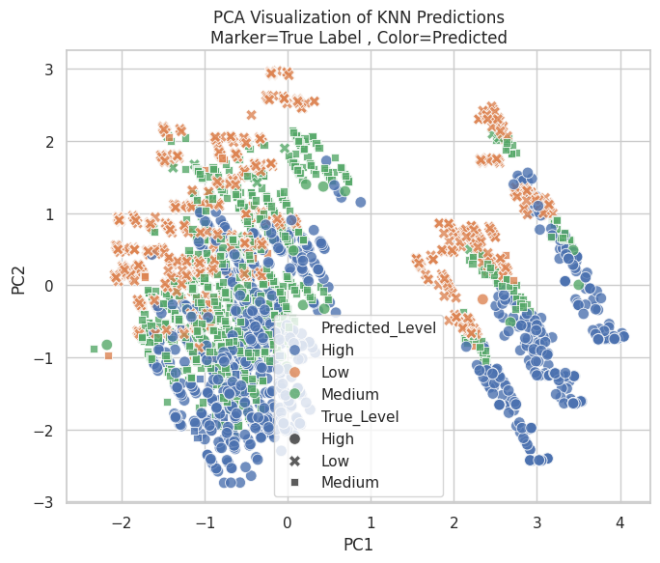 PCA Visualization of KNN Predictions
Marker=True Label , Color=Predicted
3
2
1
0
−1
−2
−3
PC2
Predicted_Level
High
Low
Medium
True_Level
High
Low
Medium
−2 −1 0 1 2 3 4
PC1